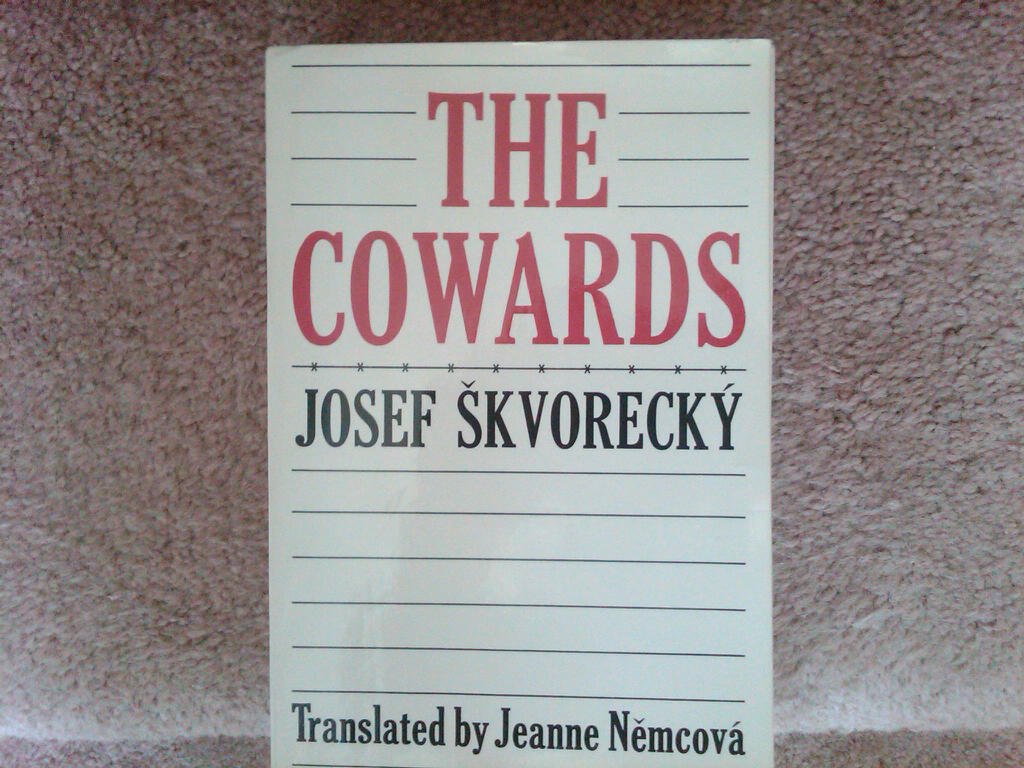 THE
COWARDS
JOSEF ŠKVORECKÝ
Translated by Jeanne Němcová